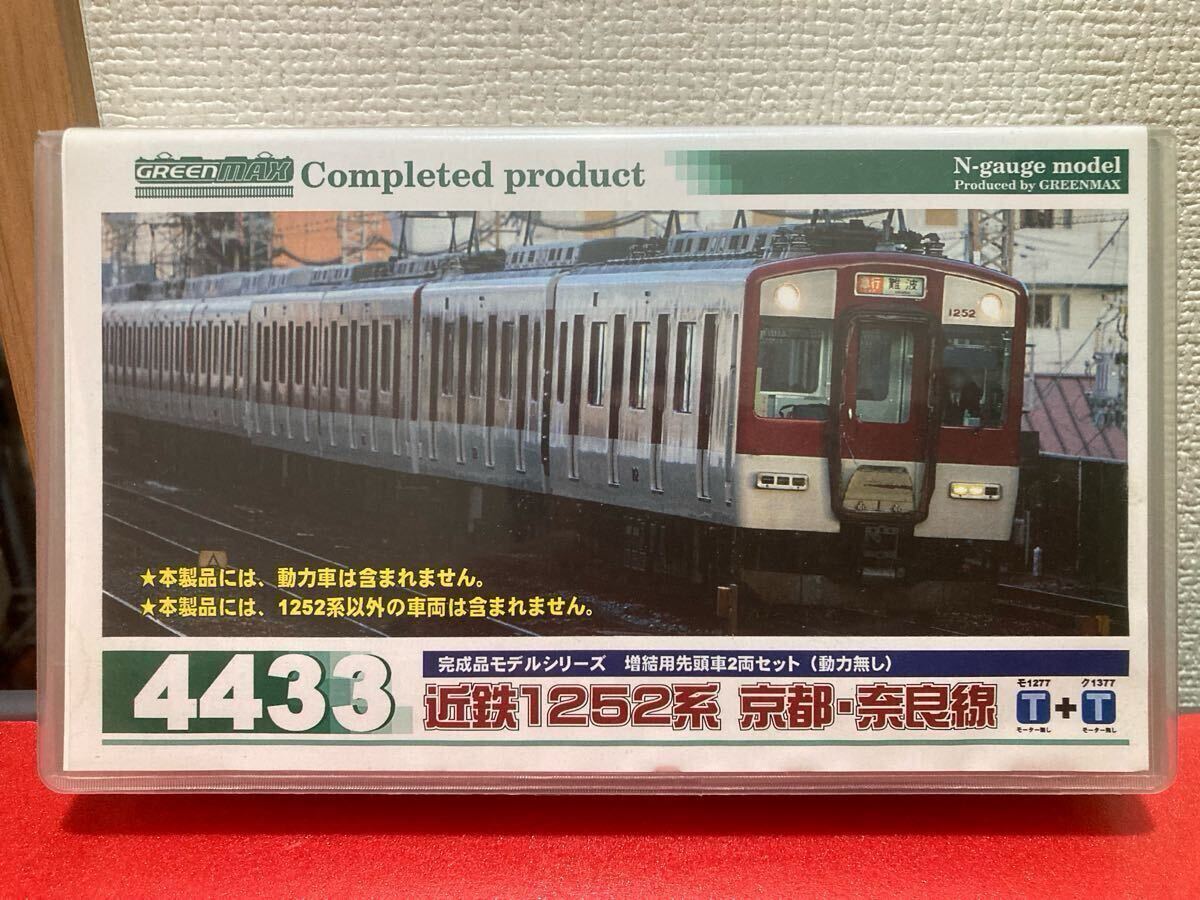 GREENMAX Completed product
N-gauge model
Produced by GREENMAX
急行 難波
1252
★本製品には、動力車は含まれません。
★本製品には、1252系以外の車両は含まれません。
4433
完成品モデルシリーズ 増結用先頭車2両セット（動力無し）
近鉄1252系 京都・奈良線
モ1277 ク1377
T+T
モーター無し モーター無し